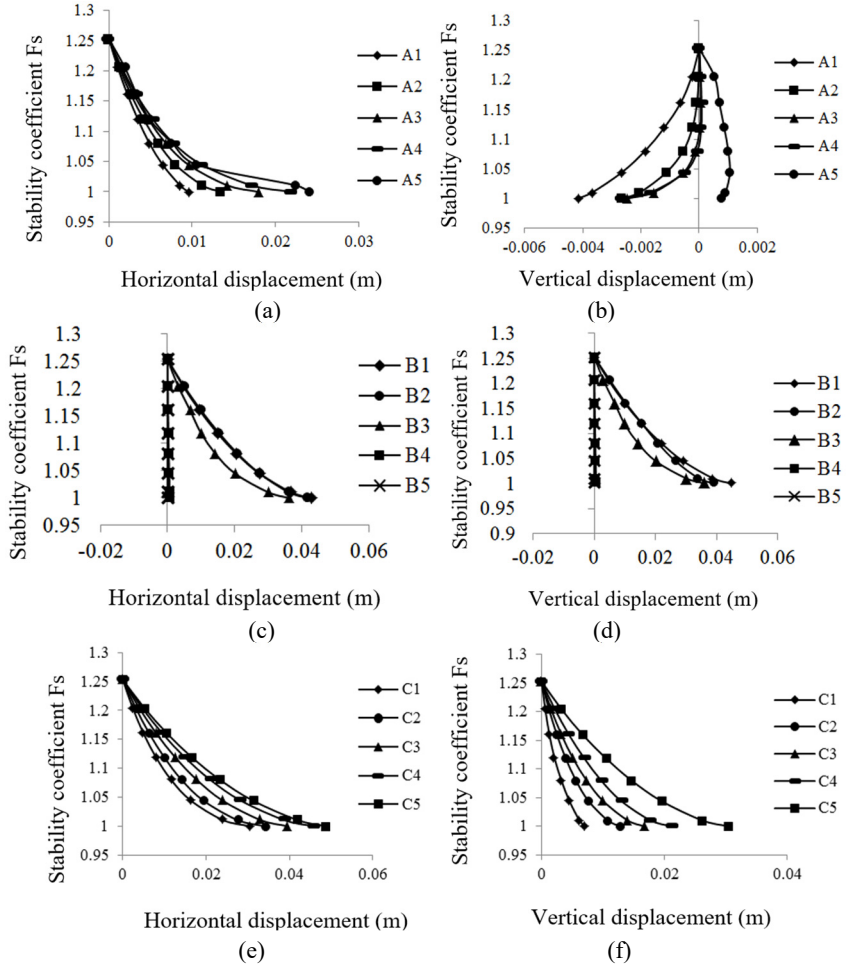 Stability coefficient Fs
1.3
1.25
1.2
1.15
1.1
1.05
1
0.95
0
0.01
0.02
0.03
A1
A2
A3
A4
A5
Horizontal displacement (m)
(a)
Stability coefficient Fs
1.3
1.25
1.2
1.15
1.1
1.05
1
0.95
-0.006
-0.004
-0.002
0
0.002
A1
A2
A3
A4
A5
Vertical displacement (m)
(b)
Stability coefficient Fs
1.3
1.25
1.2
1.15
1.1
1.05
1
0.95
-0.02
0
0.02
0.04
0.06
B1
B2
B3
B4
B5
Horizontal displacement (m)
(c)
Stability coefficient Fs
1.3
1.25
1.2
1.15
1.1
1.05
1
0.95
0.9
-0.02
0
0.02
0.04
0.06
B1
B2
B3
B4
B5
Vertical displacement (m)
(d)
Stability coefficient Fs
1.3
1.25
1.2
1.15
1.1
1.05
1
0.95
0
0.02
0.04
0.06
C1
C2
C3
C4
C5
Horizontal displacement (m)
(e)
Stability coefficient Fs
1.3
1.25
1.2
1.15
1.1
1.05
1
0.95
0
0.02
0.04
C1
C2
C3
C4
C5
Vertical displacement (m)
(f)